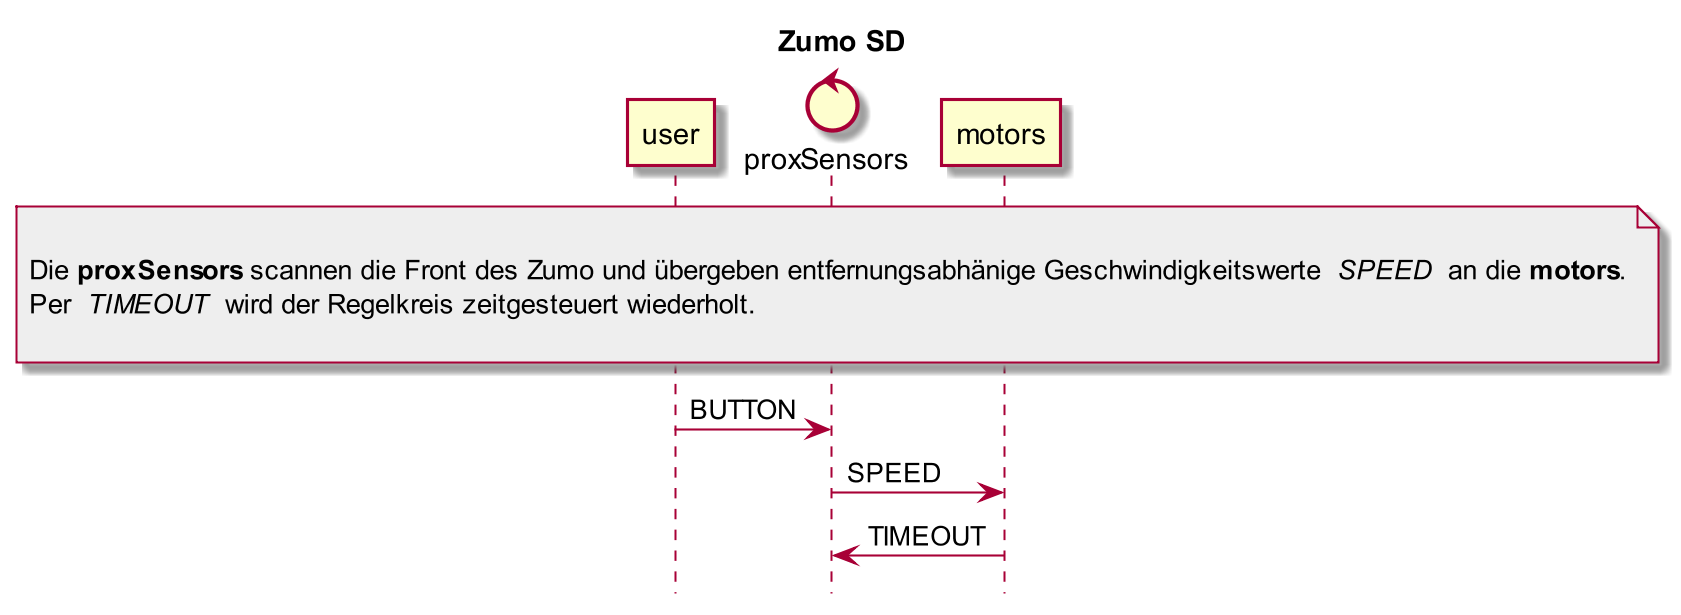 Zumo SD
user
proxSensors
motors
Die proxSensors scannen die Front des Zumo und übergeben entfernungsabhänige Geschwindigkeitswerte SPEED an die motors.
Per TIMEOUT wird der Regelkreis zeitgesteuert wiederholt.
BUTTON
SPEED
TIMEOUT